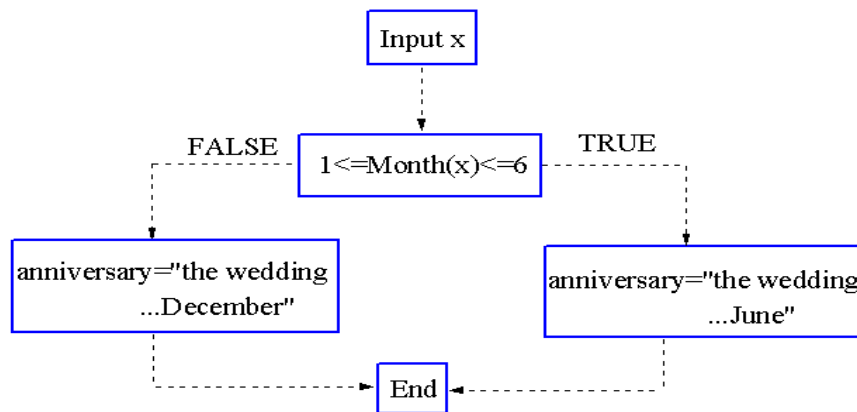 Input x
FALSE
TRUE
1<=Month(x)<=6
anniversary="the wedding
...December"
anniversary="the wedding
...June"
End